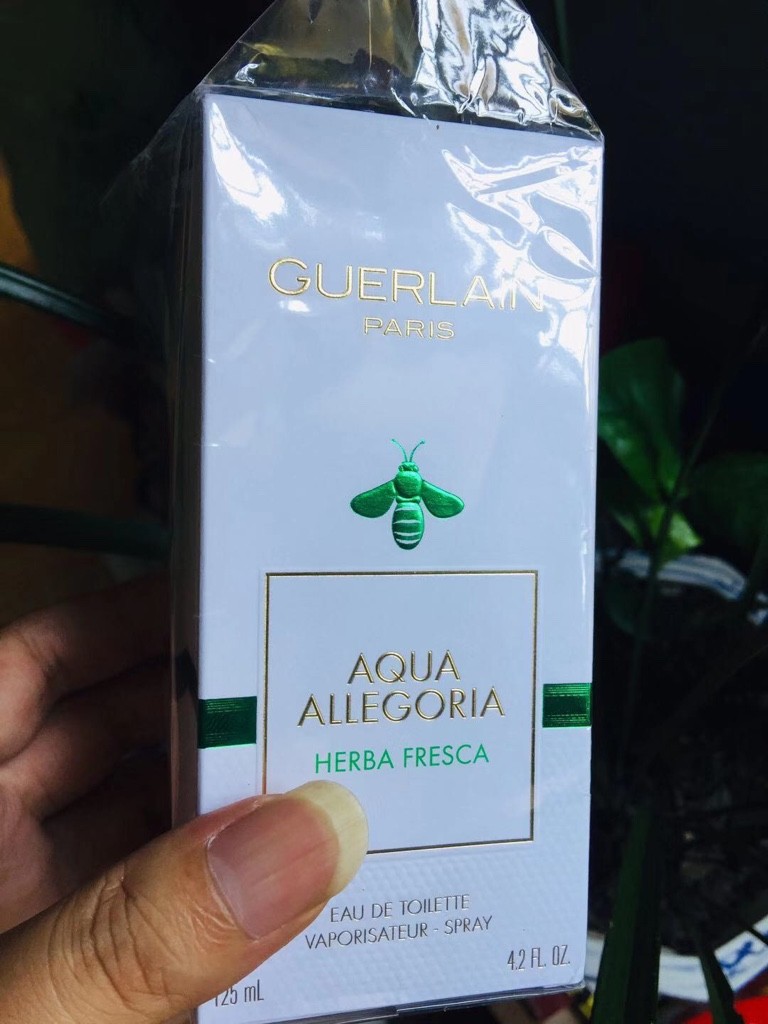 GUERLAIN
PARIS
AQUA
ALLEGORIA
HERBA FRESCA
EAU DE TOILETTE
VAPORISATEUR - SPRAY
125 mL
4.2 FL. OZ.